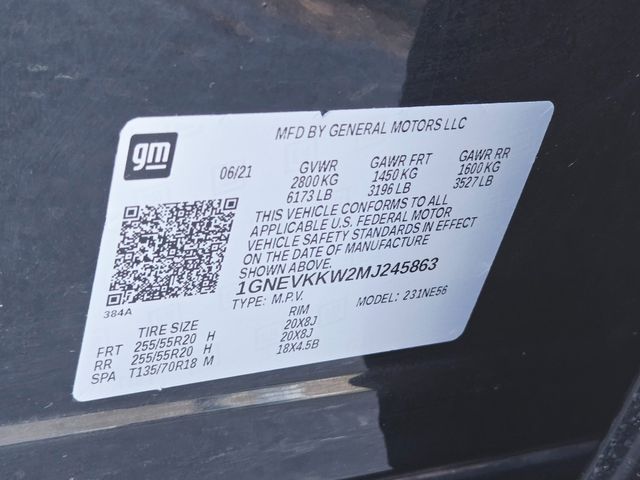 MFD BY GENERAL MOTORS LLC
gm
06/21 GVWR GAWR FRT GAWR RR
2800 KG 1450 KG 1600 KG
6173 LB 3196 LB 3527 LB
THIS VEHICLE CONFORMS TO ALL
APPLICABLE U.S. FEDERAL MOTOR
VEHICLE SAFETY STANDARDS IN EFFECT
ON THE DATE OF MANUFACTURE
SHOWN ABOVE.
1GNEVKKW2MJ245863
384A
TYPE: M.P.V. MODEL: 231NE56
TIRE SIZE RIM
FRT 255/55R20 H 20X8J
RR 255/55R20 H 20X8J
SPA T135/70R18 M 18X4.5B